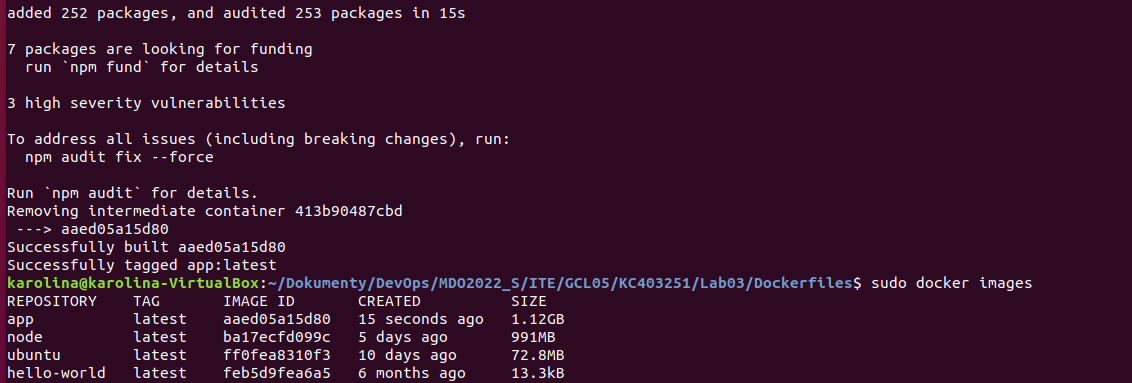 added 252 packages, and audited 253 packages in 15s
7 packages are looking for funding
  run `npm fund` for details
3 high severity vulnerabilities
To address all issues (including breaking changes), run:
  npm audit fix --force
Run `npm audit` for details.
Removing intermediate container 413b90487cbd
 ---> aaed05a15d80
Successfully built aaed05a15d80
Successfully tagged app:latest
karolina@karolina-VirtualBox:~/Dokumenty/DevOps/MDO2022_S/ITE/GCL05/KC403251/Lab03/Dockerfiles$ sudo docker images
REPOSITORY    TAG       IMAGE ID       CREATED          SIZE
app           latest    aaed05a15d80   15 seconds ago   1.12GB
node          latest    ba17ecfd099c   5 days ago       991MB
ubuntu        latest    ff0fea8310f3   10 days ago      72.8MB
hello-world   latest    feb5d9fea6a5   6 months ago     13.3kB